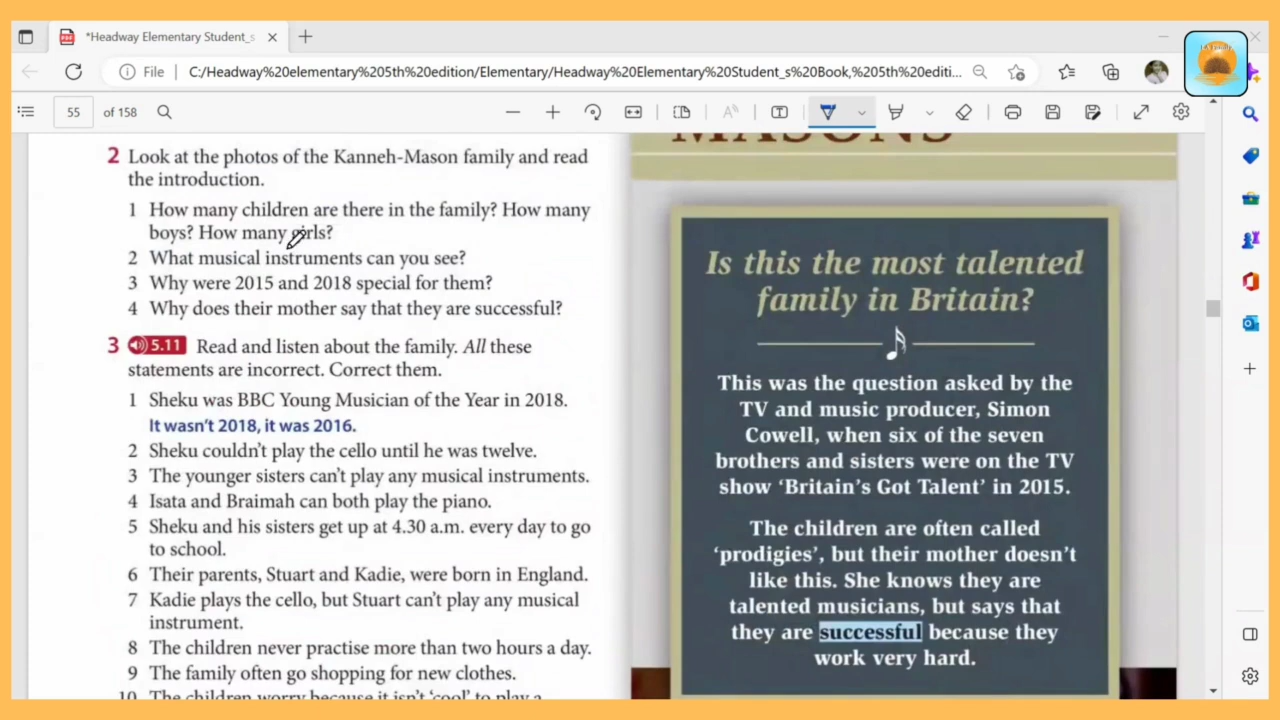 *Headway Elementary Student_s
File
C:/Headway%20elementary%205th%20edition/Elementary/Headway%20Elementary%20Student_s%20Book,%205th%20editi...
55 of 158
2 Look at the photos of the Kanneh-Mason family and read
the introduction.
1 How many children are there in the family? How many
boys? How many girls?
2 What musical instruments can you see?
3 Why were 2015 and 2018 special for them?
4 Why does their mother say that they are successful?
3 5.11 Read and listen about the family. All these
statements are incorrect. Correct them.
1 Sheku was BBC Young Musician of the Year in 2018.
It wasn't 2018, it was 2016.
2 Sheku couldn't play the cello until he was twelve.
3 The younger sisters can't play any musical instruments.
4 Isata and Braimah can both play the piano.
5 Sheku and his sisters get up at 4.30 a.m. every day to go
to school.
6 Their parents, Stuart and Kadie, were born in England.
7 Kadie plays the cello, but Stuart can't play any musical
instrument.
8 The children never practise more than two hours a day.
9 The family often go shopping for new clothes.
10 The children worry because it isn't 'cool' to play a
MASONS
Is this the most talented
family in Britain?
This was the question asked by the
TV and music producer, Simon
Cowell, when six of the seven
brothers and sisters were on the TV
show 'Britain's Got Talent' in 2015.
The children are often called
'prodigies', but their mother doesn't
like this. She knows they are
talented musicians, but says that
they are successful because they
work very hard.